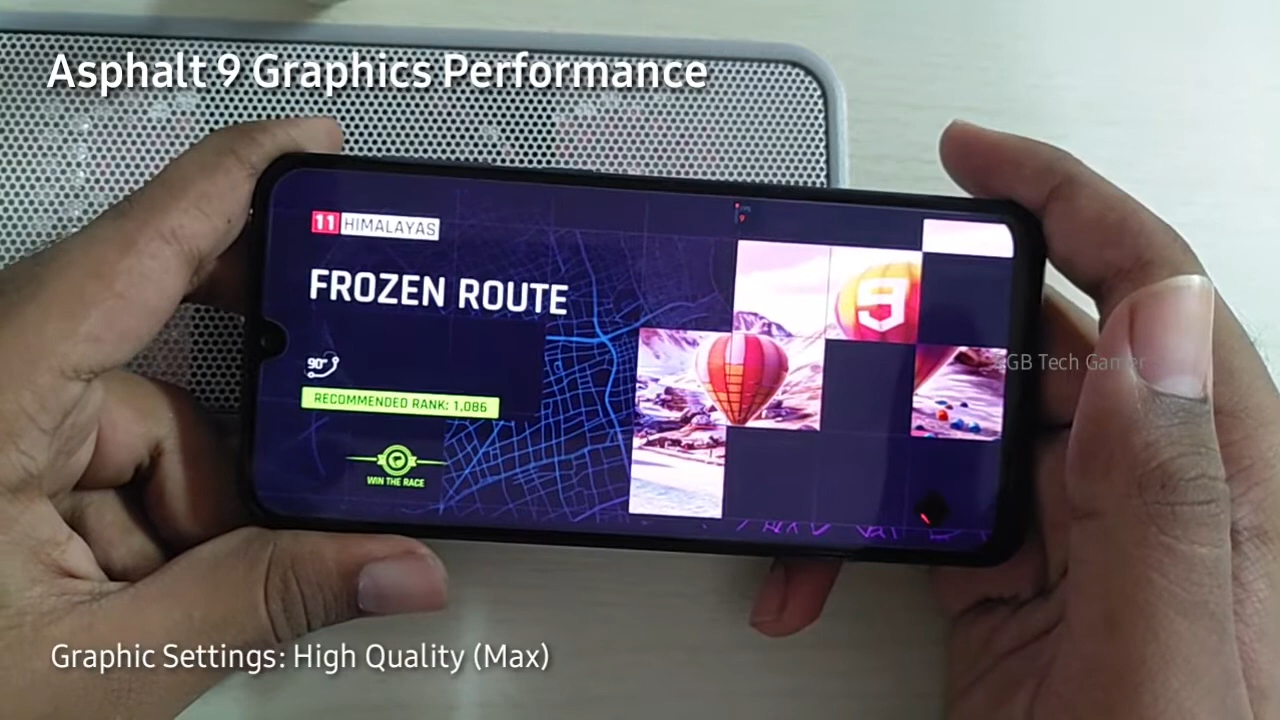 Asphalt 9 Graphics Performance
11 HIMALAYAS
FROZEN ROUTE
90°
RECOMMENDED RANK: 1,086
WIN THE RACE
9
GB Tech Gamer
Graphic Settings: High Quality (Max)